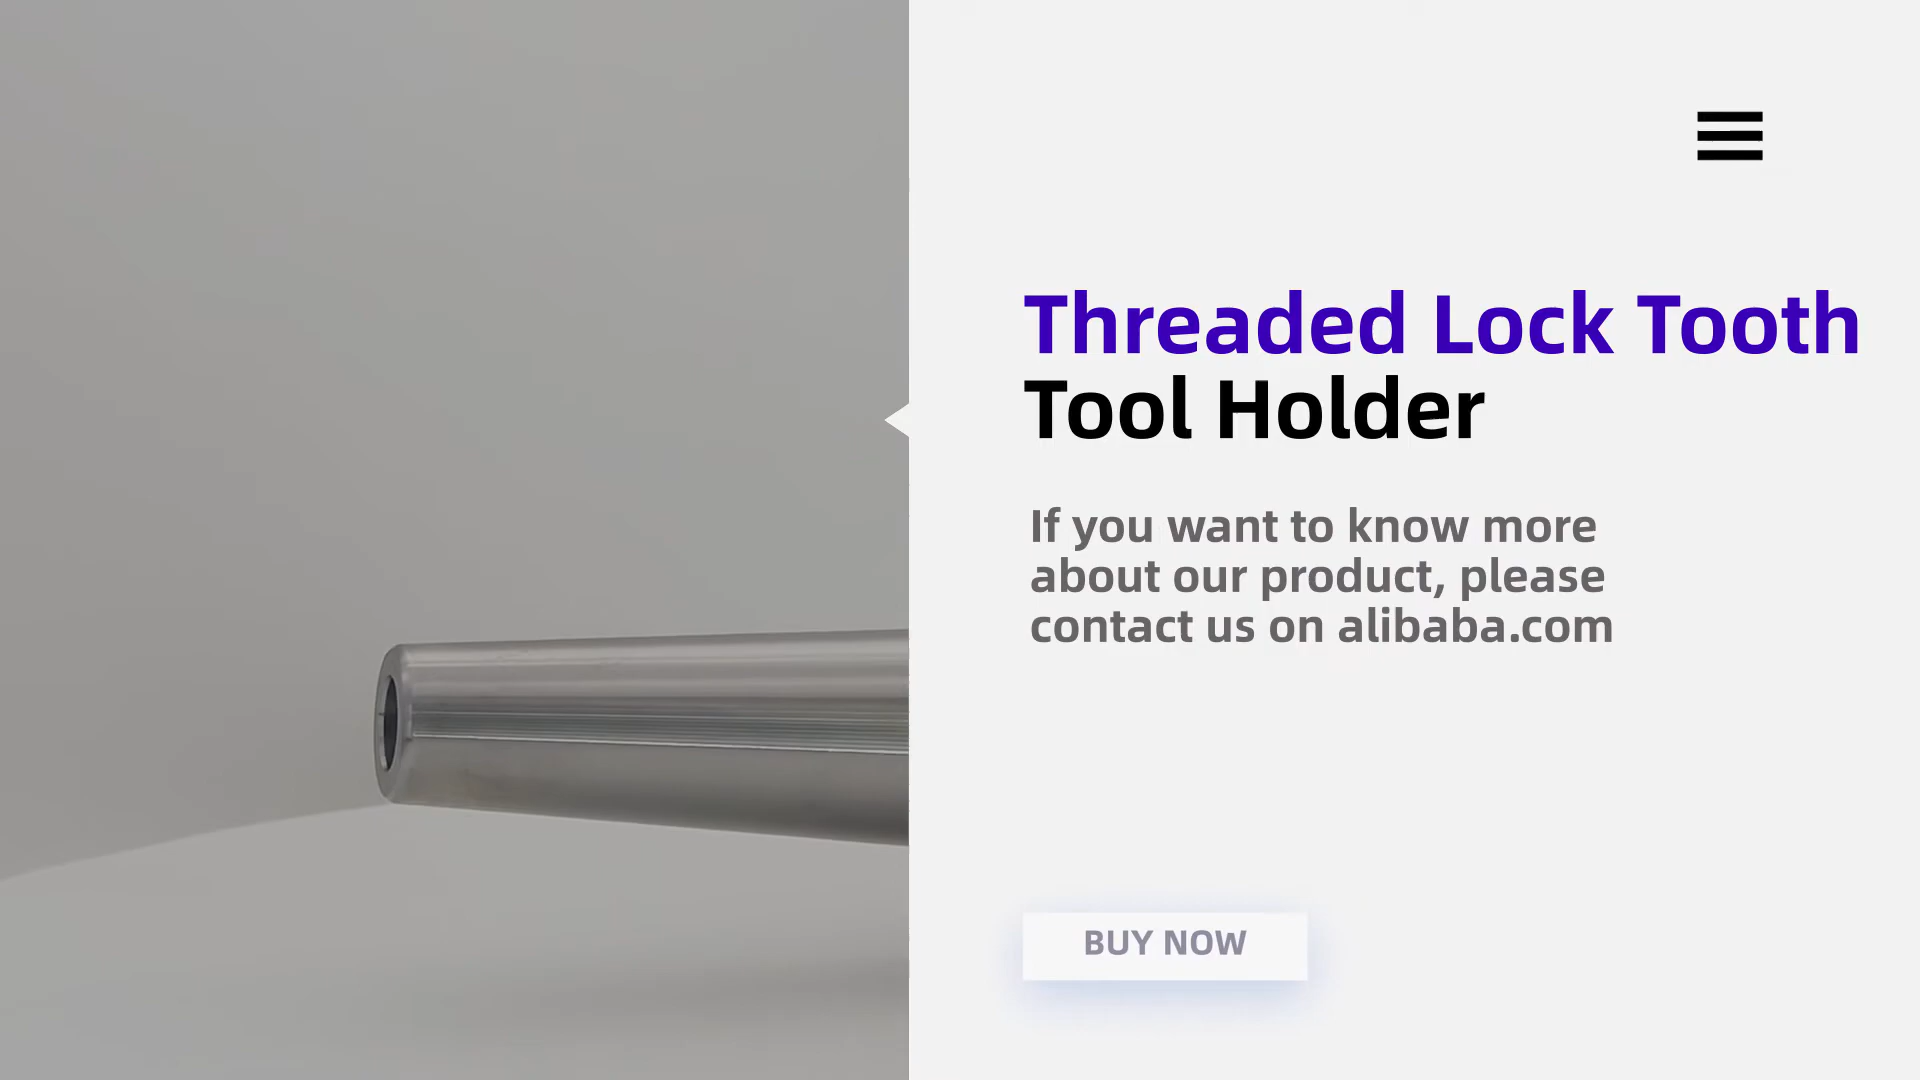 Threaded Lock Tooth
Tool Holder
If you want to know more
about our product, please
contact us on alibaba.com
BUY NOW